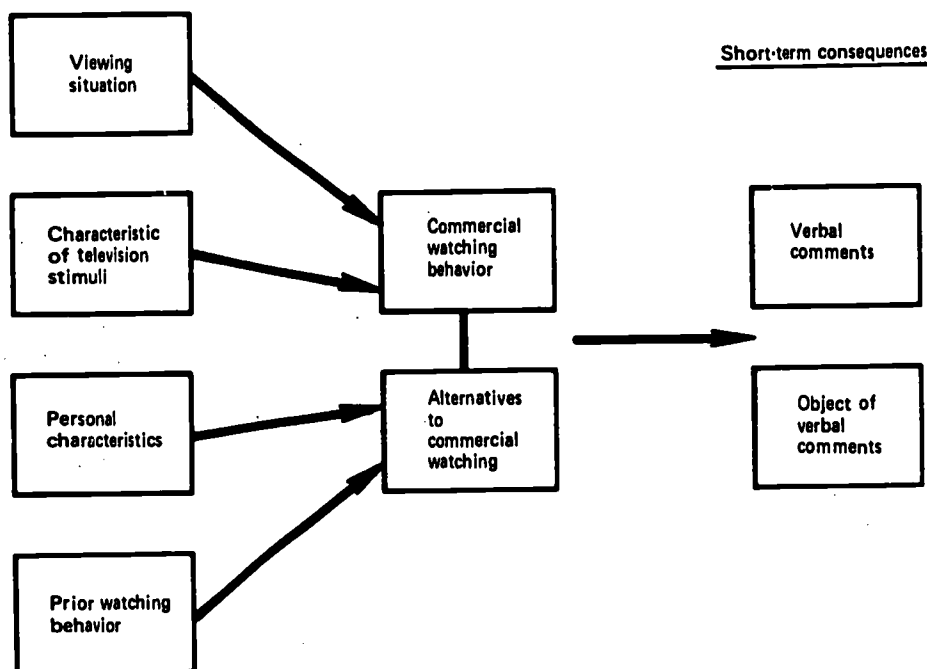 Short-term consequences
Viewing
situation
Characteristic
of television
stimuli
Personal
characteristics
Prior watching
behavior
Commercial
watching
behavior
Alternatives
to
commercial
watching
Verbal
comments
Object of
verbal
comments